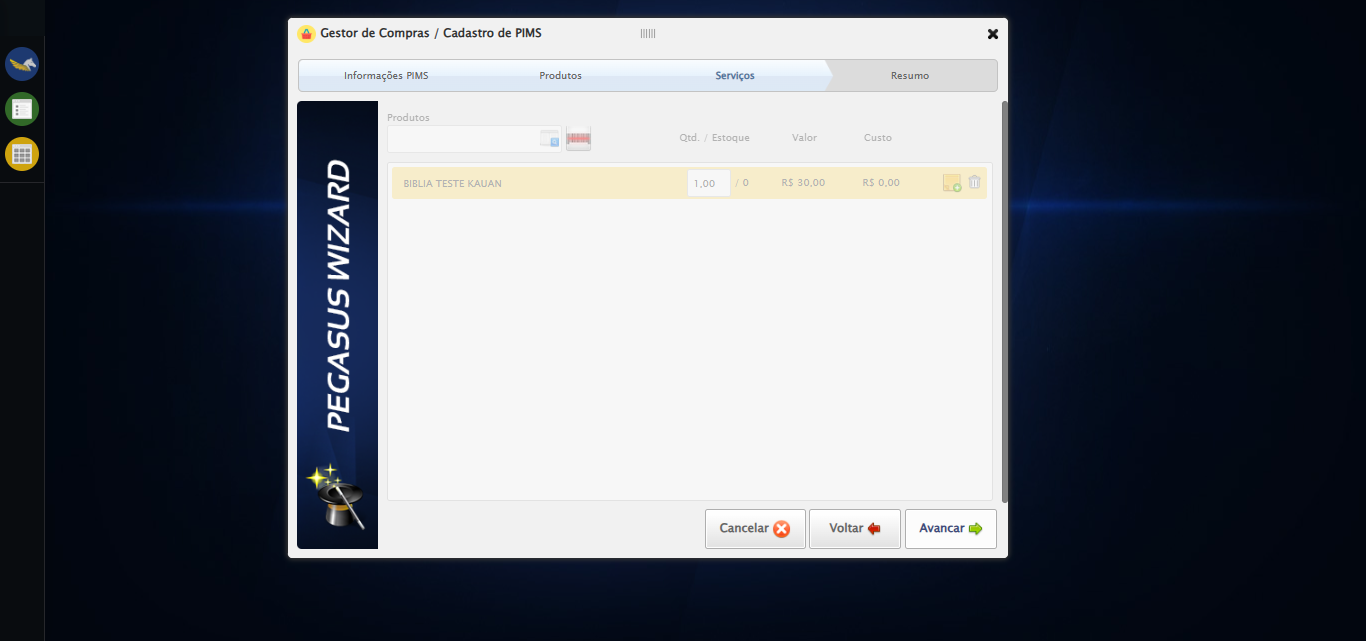 Gestor de Compras / Cadastro de PIMS
Informações PIMS Produtos Serviços Resumo
Produtos
Qtd. / Estoque Valor Custo
BIBLIA TESTE KAUAN 1,00 / 0 R$ 30,00 R$ 0,00
PEGASUS WIZARD
Cancelar Voltar Avancar